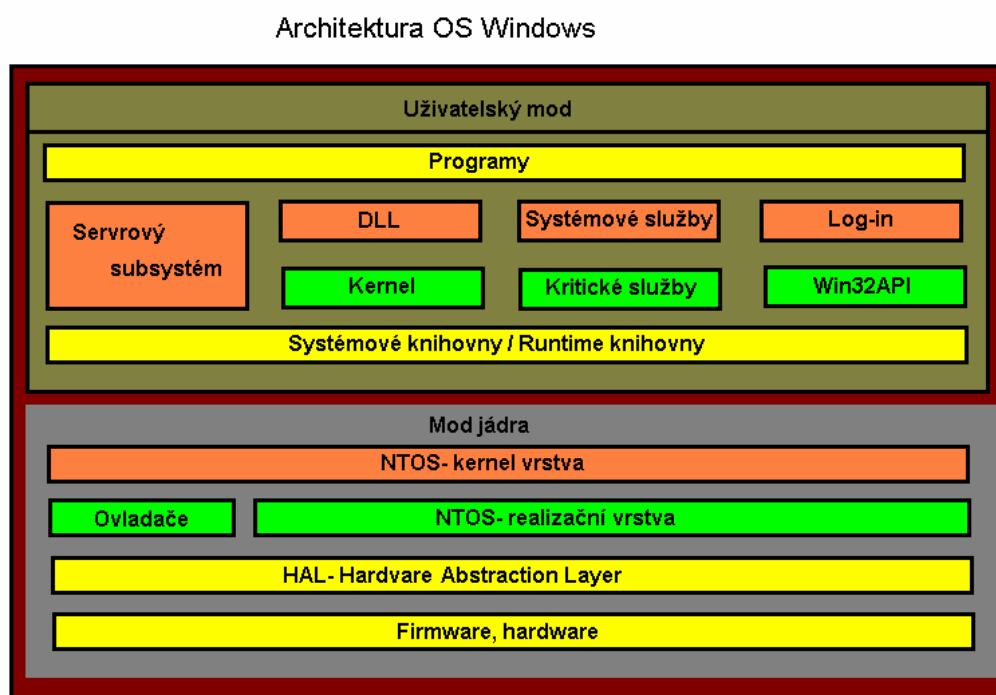 Architektura OS Windows
Uživatelský mod
Programy
Servrový
subsystém
DLL
Systémové služby
Log-in
Kernel
Kritické služby
Win32API
Systémové knihovny / Runtime knihovny
Mod jádra
NTOS- kernel vrstva
Ovladače
NTOS- realizační vrstva
HAL- Hardvare Abstraction Layer
Firmware, hardware